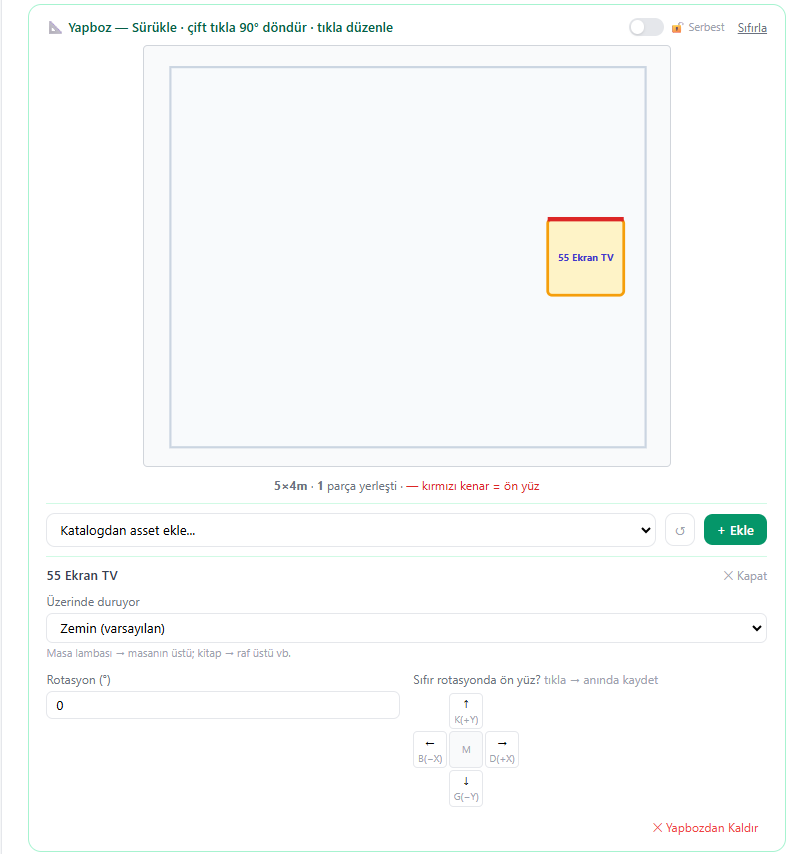 Yapboz — Sürükle · çift tıkla 90° döndür · tıkla düzenle
Serbest
Sıfırla
55 Ekran TV
5×4m · 1 parça yerleşti · — kırmızı kenar = ön yüz
Katalogdan asset ekle...
↺
+ Ekle
55 Ekran TV
× Kapat
Üzerinde duruyor
Zemin (varsayılan)
Masa lambası → masanın üstü; kitap → raf üstü vb.
Rotasyon (°)
Sıfır rotasyonda ön yüz? tıkla → anında kaydet
0
↑
K(+Y)
← M →
B(−X) D(+X)
↓
G(−Y)
× Yapbozdan Kaldır